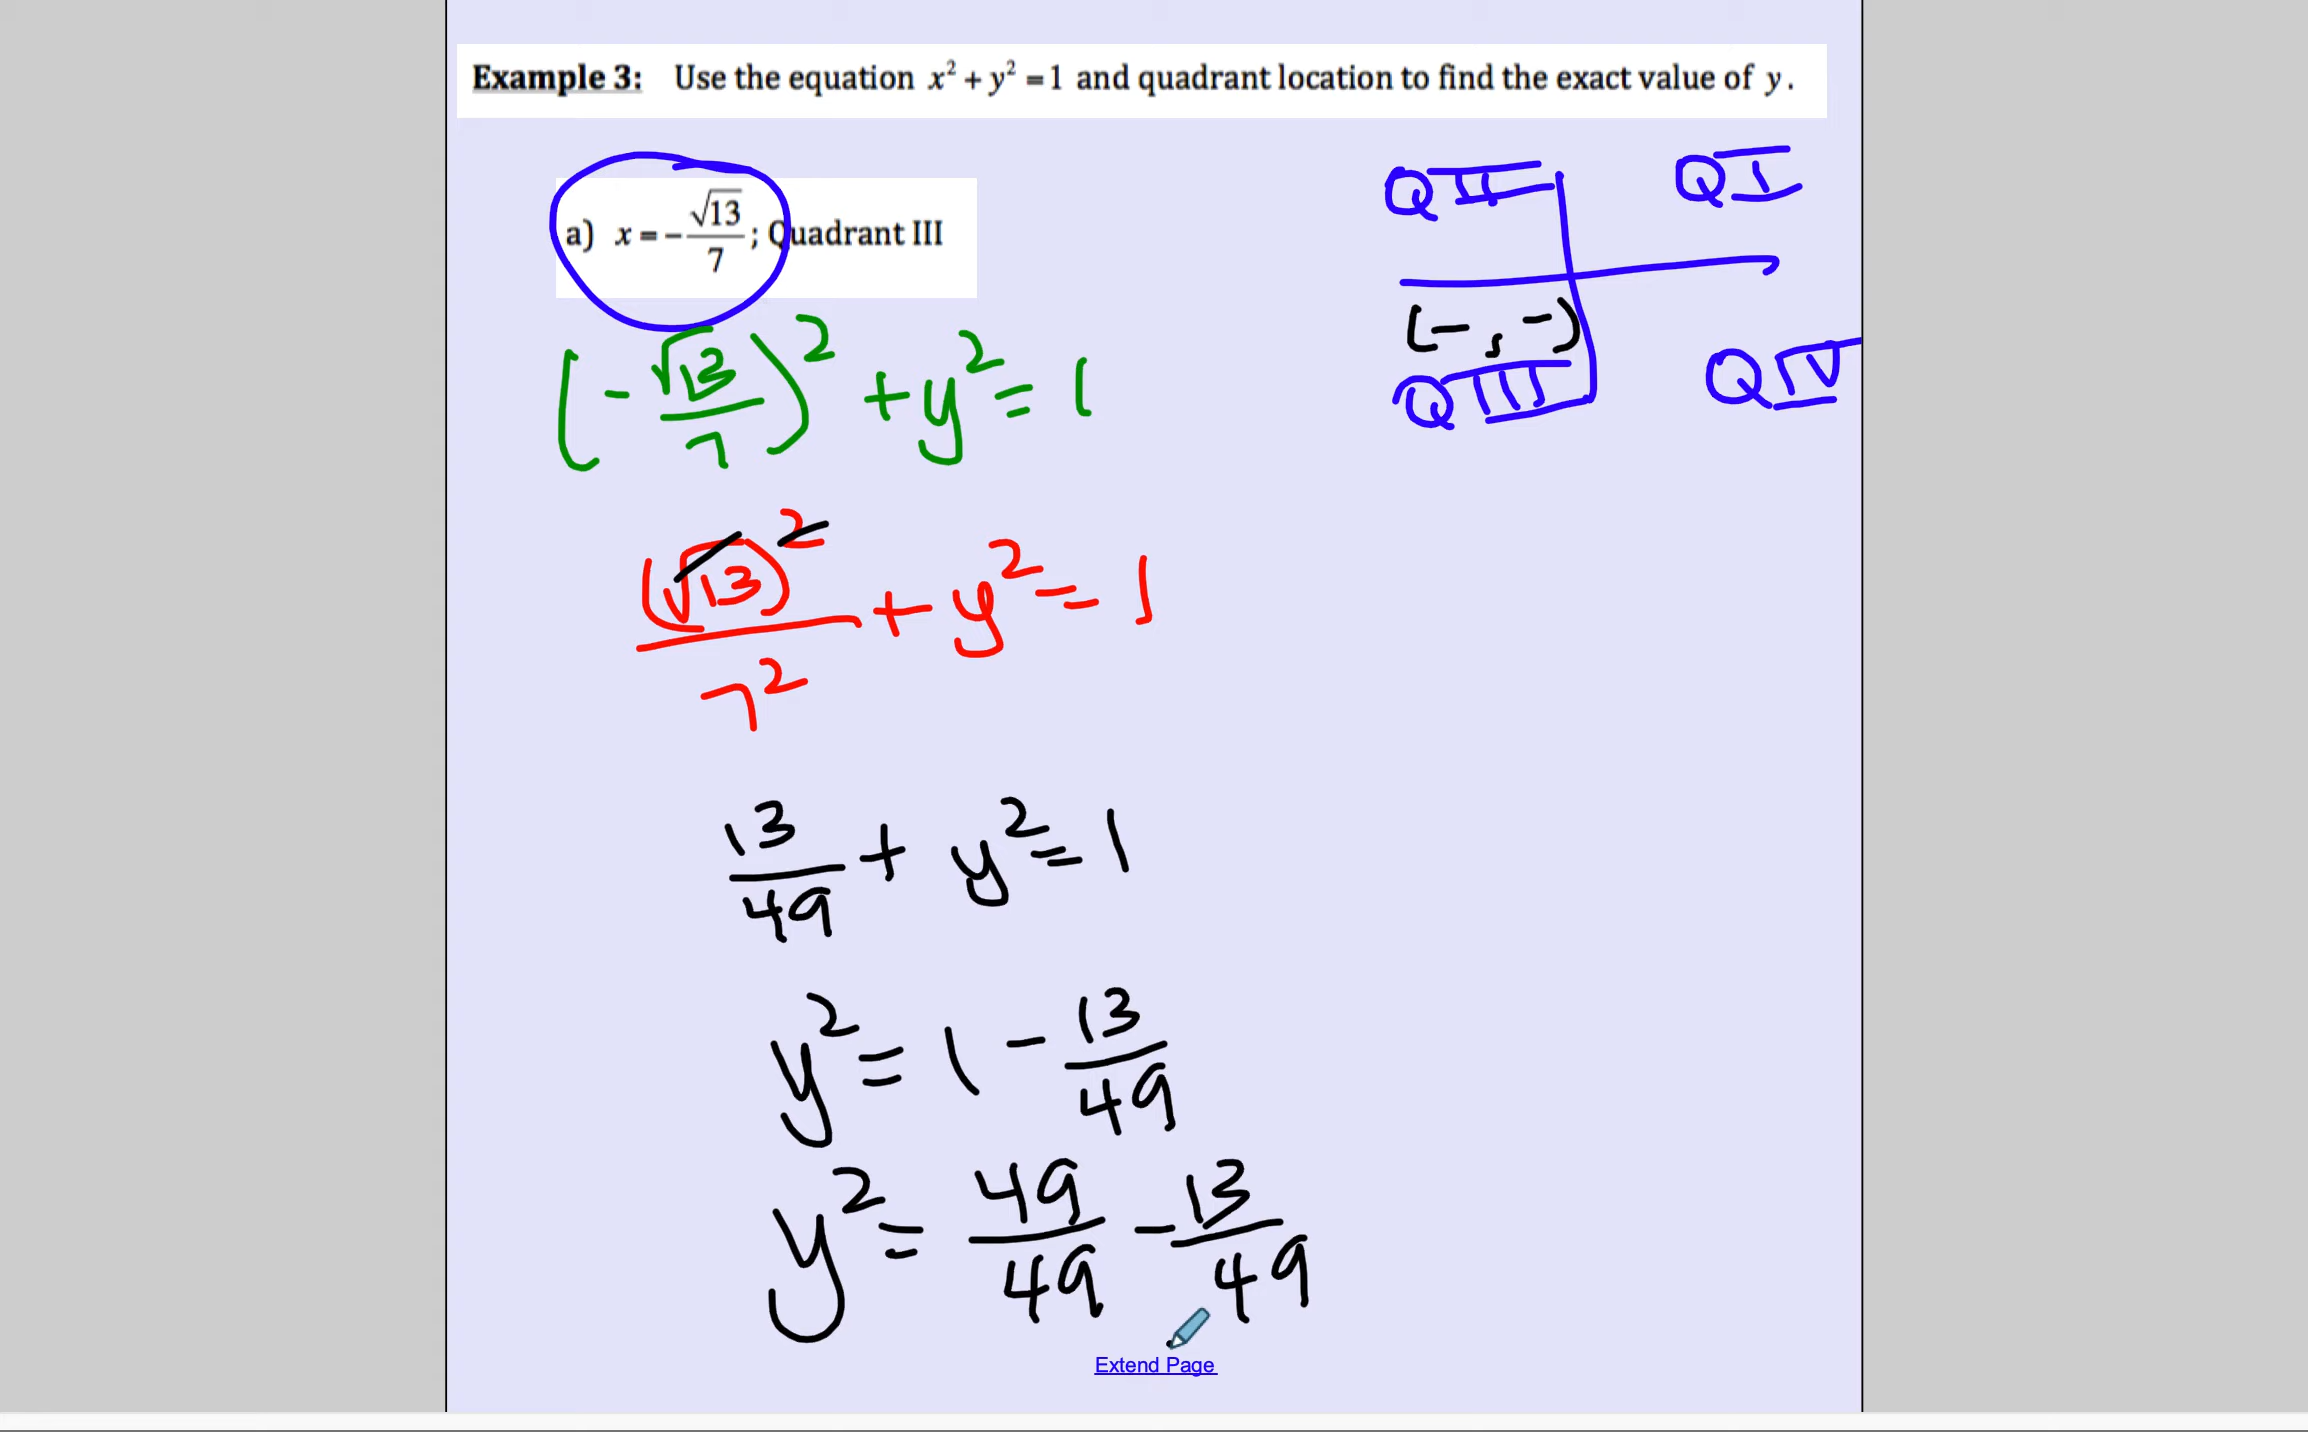 Example 3: Use the equation x² + y² = 1 and quadrant location to find the exact value of y.
a) x = -√13/7 ; Quadrant III
QII QI
(-, -)
QIII QIV
(-√13/7)² + y² = 1
(√13)²/7² + y² = 1
13/49 + y² = 1
y² = 1 - 13/49
y² = 49/49 - 13/49
Extend Page